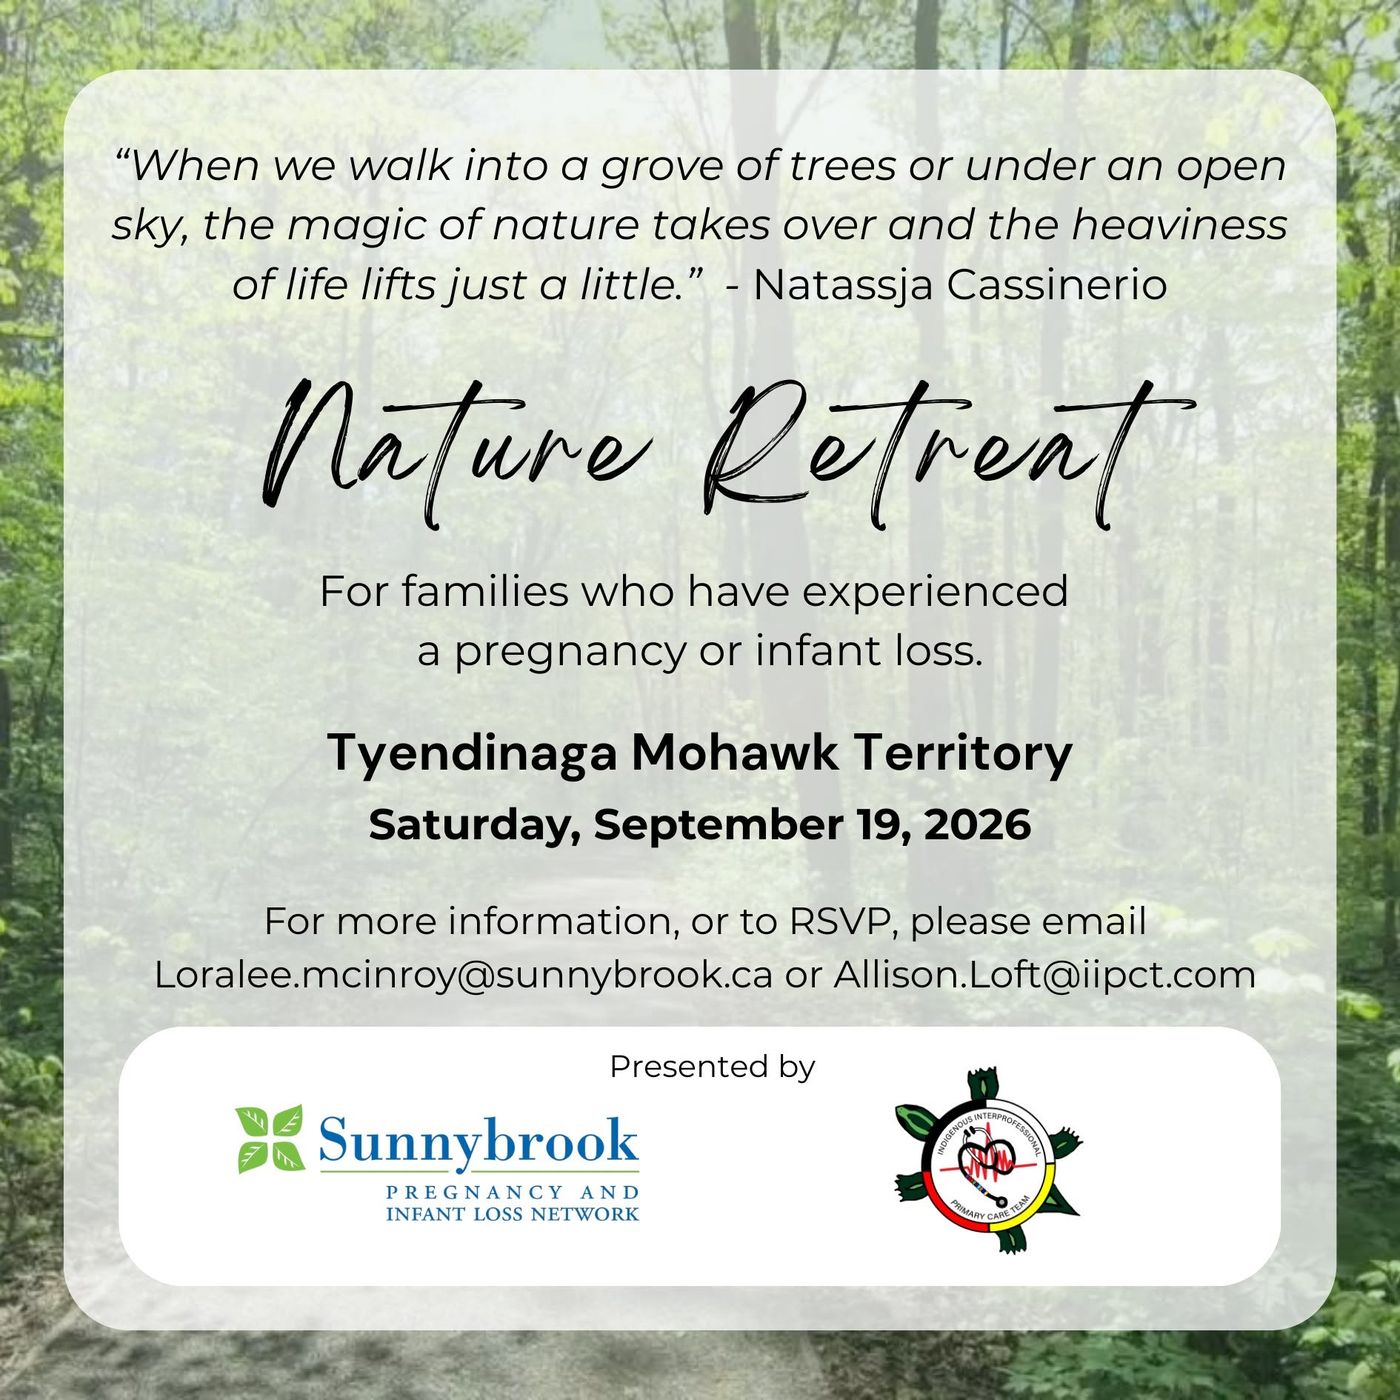 “When we walk into a grove of trees or under an open
sky, the magic of nature takes over and the heaviness
of life lifts just a little.” - Natassja Cassinerio
Nature Retreat
For families who have experienced
a pregnancy or infant loss.
Tyendinaga Mohawk Territory
Saturday, September 19, 2026
For more information, or to RSVP, please email
Loralee.mcinroy@sunnybrook.ca or Allison.Loft@iipct.com
Presented by
Sunnybrook
PREGNANCY AND
INFANT LOSS NETWORK
INDIGENOUS INTERPROFESSIONAL
PRIMARY CARE TEAM